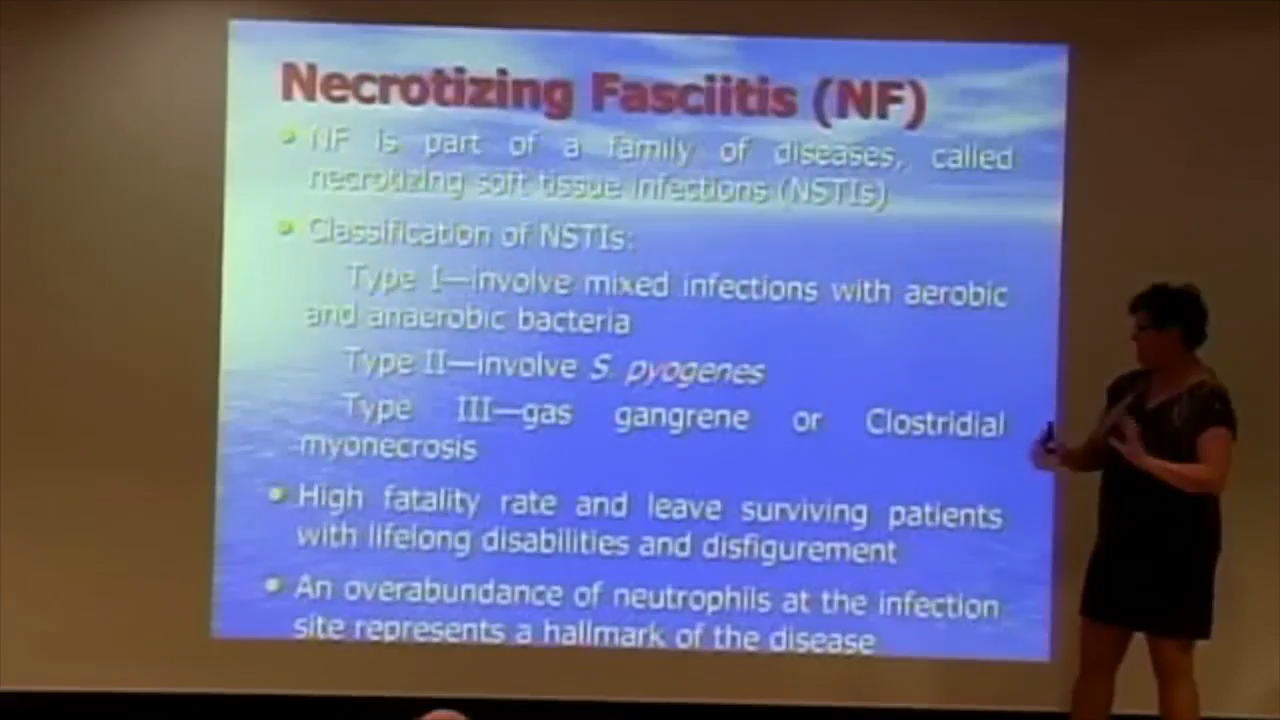 Necrotizing Fasciitis (NF)
NF is part of a family of diseases, called
necrotizing soft tissue infections (NSTIs)
Classification of NSTIs:
Type I—involve mixed infections with aerobic
and anaerobic bacteria
Type II—involve S. pyogenes
Type III—gas gangrene or Clostridial
myonecrosis
High fatality rate and leave surviving patients
with lifelong disabilities and disfigurement
An overabundance of neutrophils at the infection
site represents a hallmark of the disease